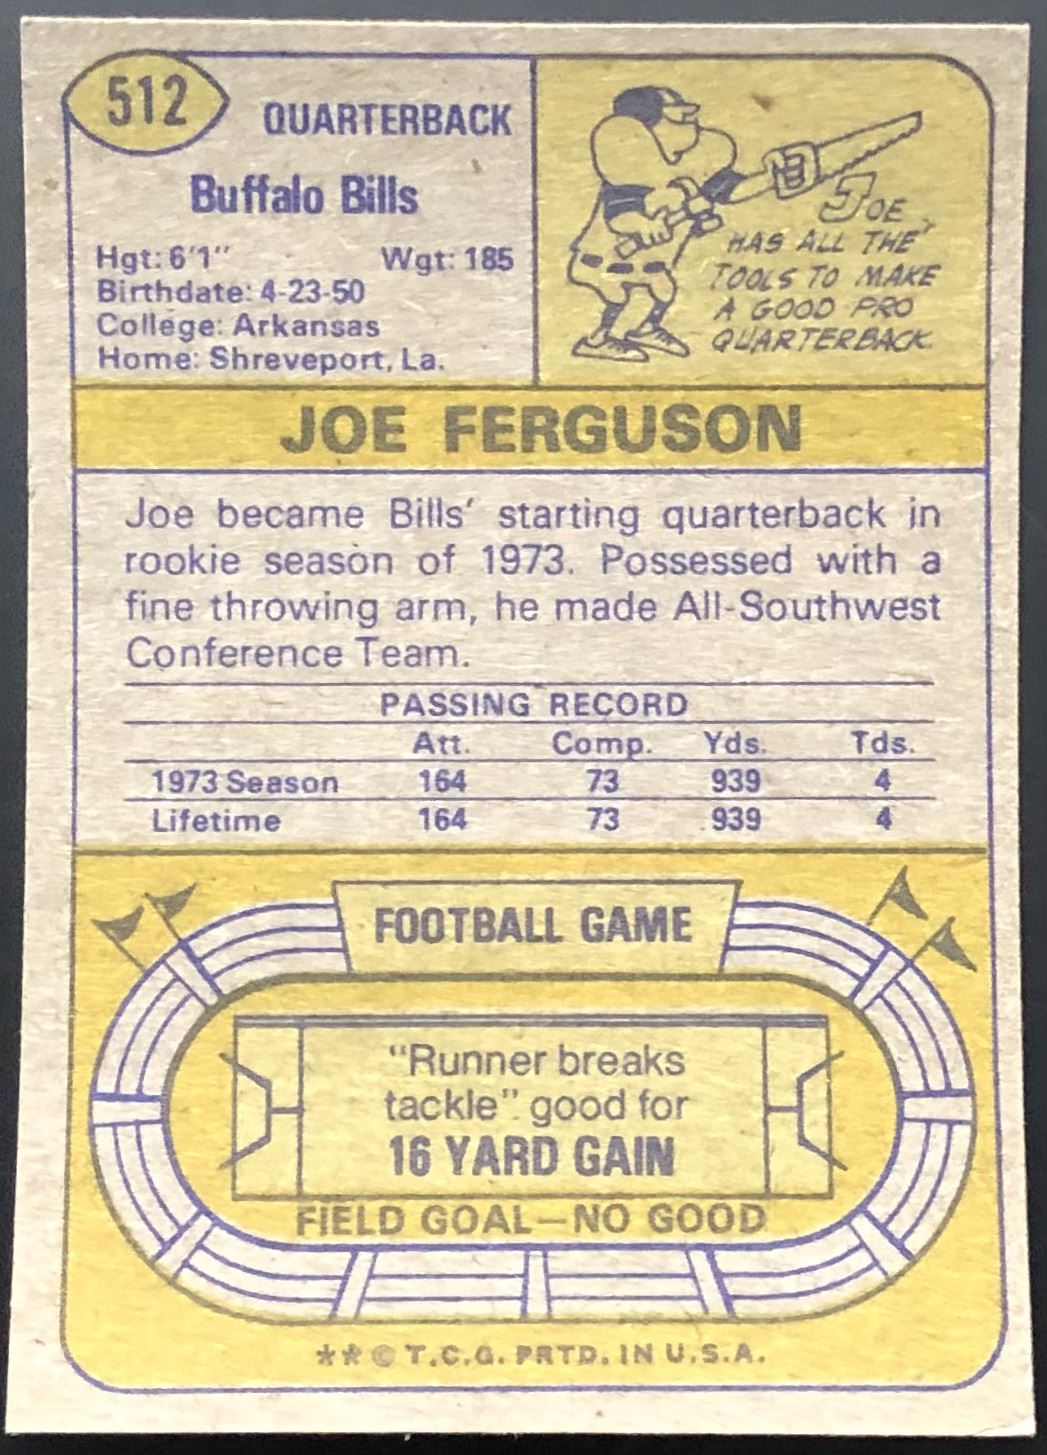 512
QUARTERBACK
Buffalo Bills
Hgt: 6'1" Wgt: 185
Birthdate: 4-23-50
College: Arkansas
Home: Shreveport, La.
JOE
HAS ALL THE
TOOLS TO MAKE
A GOOD PRO
QUARTERBACK.
JOE FERGUSON
Joe became Bills' starting quarterback in
rookie season of 1973. Possessed with a
fine throwing arm, he made All-Southwest
Conference Team.
PASSING RECORD
Att. Comp. Yds. Tds.
1973 Season 164 73 939 4
Lifetime 164 73 939 4
FOOTBALL GAME
"Runner breaks
tackle" good for
16 YARD GAIN
FIELD GOAL—NO GOOD
** © T.C.G. PRTD. IN U.S.A.